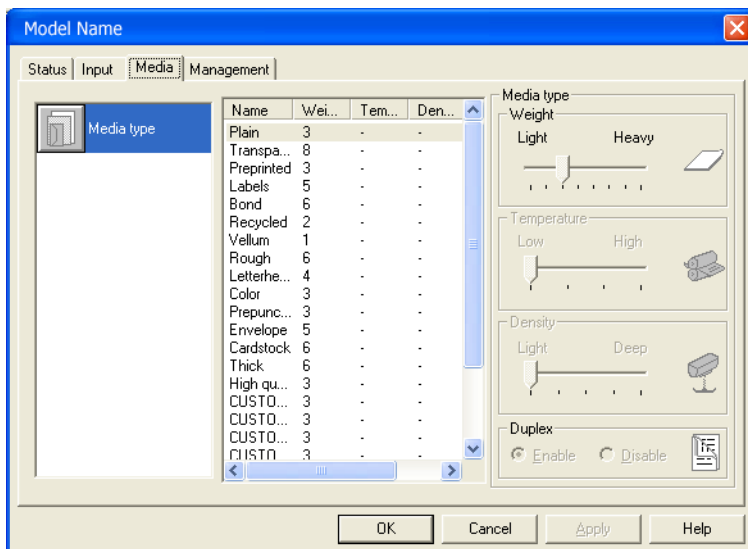 Model Name
Status Input Media Management
Media type
Name Wei... Tem... Den...
Plain 3 - -
Transpa... 8 - -
Preprinted 3 - -
Labels 5 - -
Bond 6 - -
Recycled 2 - -
Vellum 1 - -
Rough 6 - -
Letterhe... 4 - -
Color 3 - -
Prepunc... 3 - -
Envelope 5 - -
Cardstock 6 - -
Thick 6 - -
High qu... 3 - -
CUSTO... 3 - -
CUSTO... 3 - -
CUSTO... 3 - -
CUSTO... 3 - -
Media type
Weight
Light Heavy
Temperature
Low High
Density
Light Deep
Duplex
Enable Disable
OK Cancel Apply Help